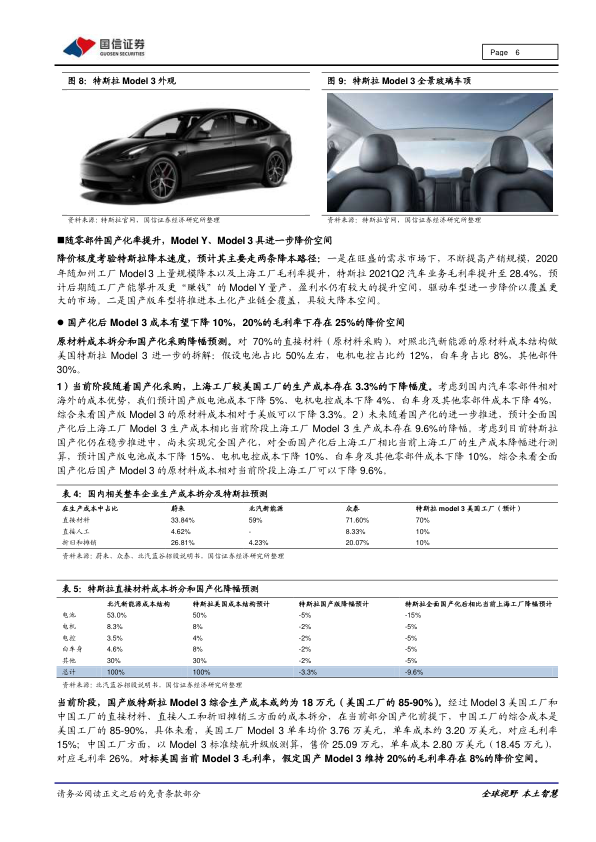 国信证券
GUOSEN SECURITIES
Page 6
图 8：特斯拉 Model 3 外观
图 9：特斯拉 Model 3 全景玻璃车顶
资料来源：特斯拉官网，国信证券经济研究所整理
资料来源：特斯拉官网，国信证券经济研究所整理
■随零部件国产化率提升，Model Y、Model 3 具进一步降价空间
降价极度考验特斯拉降本速度，预计其主要走两条降本路径：一是在旺盛的需求市场下，不断提高产销规模，2020
年随加州工厂 Model 3 上量规模降本以及上海工厂毛利率提升，特斯拉 2021Q2 汽车业务毛利率提升至 28.4%，预
计后期随工厂产能攀升及更“赚钱”的 Model Y 量产，盈利水仍有较大的提升空间，驱动车型进一步降价以覆盖更
大的市场。二是国产版车型将推进本土化产业链全覆盖，具较大降本空间。
● 国产化后 Model 3 成本有望下降 10%，20%的毛利率下存在 25%的降价空间
原材料成本拆分和国产化采购降幅预测。对 70%的直接材料（原材料采购），对照北汽新能源的原材料成本结构做
美国特斯拉 Model 3 进一步的拆解：假设电池占比 50%左右，电机电控占比约 12%，白车身占比 8%，其他部件
30%。
1）当前阶段随着国产化采购，上海工厂较美国工厂的生产成本存在 3.3%的下降幅度。考虑到国内汽车零部件相对
海外的成本优势，我们预计国产版电池成本下降 5%，电机电控成本下降 4%，白车身及其他零部件成本下降 4%，
综合来看国产版 Model 3 的原材料成本相对于美版可以下降 3.3%。2）未来随着国产化的进一步推进，预计全面国
产化后上海工厂 Model 3 生产成本相比当前阶段上海工厂 Model 3 生产成本存在 9.6%的降幅。考虑到目前特斯拉
国产化仍在稳步推进中，尚未实现完全国产化，对全面国产化后上海工厂相比当前上海工厂的生产成本降幅进行测
算，预计国产版电池成本下降 15%、电机电控成本下降 10%、白车身及其他零部件成本下降 10%，综合来看全面
国产化后国产 Model 3 的原材料成本相对当前阶段上海工厂可以下降 9.6%。
表 4：国内相关整车企业生产成本拆分及特斯拉预测
在生产成本中占比 蔚来 北汽新能源 众泰 特斯拉 model 3 美国工厂（预计）
直接材料 33.84% 59% 71.60% 70%
直接人工 4.62% - 8.33% 10%
折旧和摊销 26.81% 4.23% 20.07% 10%
资料来源：蔚来、众泰、北汽蓝谷招股说明书，国信证券经济研究所整理
表 5：特斯拉直接材料成本拆分和国产化降幅预测
北汽新能源成本结构 特斯拉美国成本结构预计 特斯拉国产版降幅预计 特斯拉全面国产化后相比当前上海工厂降幅预计
电池 53.0% 50% -5% -15%
电机 8.3% 8% -2% -5%
电控 3.5% 4% -2% -5%
白车身 4.6% 8% -2% -5%
其他 30% 30% -2% -5%
总计 100% 100% -3.3% -9.6%
资料来源：北汽蓝谷招股说明书，国信证券经济研究所整理
当前阶段，国产版特斯拉 Model 3 综合生产成本成约为 18 万元（美国工厂的 85-90%）。经过 Model 3 美国工厂和
中国工厂的直接材料、直接人工和折旧摊销三方面的成本拆分，在当前部分国产化前提下，中国工厂的综合成本是
美国工厂的 85-90%，具体来看，美国工厂 Model 3 单车均价 3.76 万美元，单车成本约 3.20 万美元，对应毛利率
15%；中国工厂方面，以 Model 3 标准续航升级版测算，售价 25.09 万元，单车成本 2.80 万美元（18.45 万元），
对应毛利率 26%。对标美国当前 Model 3 毛利率，假定国产 Model 3 维持 20%的毛利率存在 8%的降价空间。
请务必阅读正文之后的免责条款部分
全球视野 本土智慧